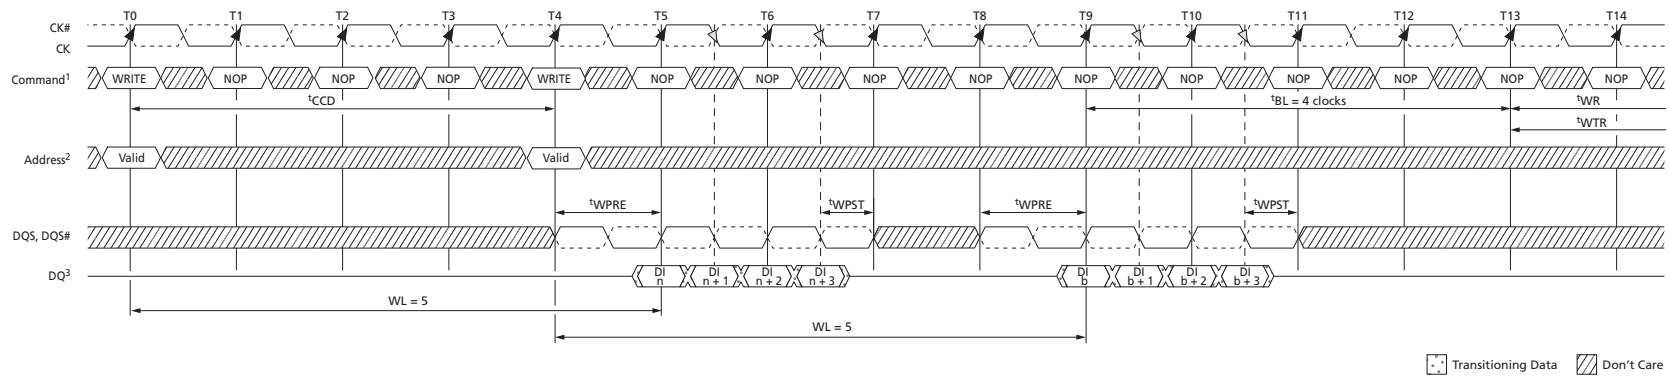 T0 T1 T2 T3 T4 T5 T6 T7 T8 T9 T10 T11 T12 T13 T14
CK#
CK
Command1 WRITE NOP NOP NOP WRITE NOP NOP NOP NOP NOP NOP NOP NOP NOP NOP
tCCD tBL = 4 clocks tWR
tWTR
Address2 Valid Valid
tWPRE tWPST tWPRE tWPST
DQS, DQS#
DQ3 DI n DI n + 1 DI n + 2 DI n + 3 DI b DI b + 1 DI b + 2 DI b + 3
WL = 5
WL = 5
Transitioning Data Don't Care